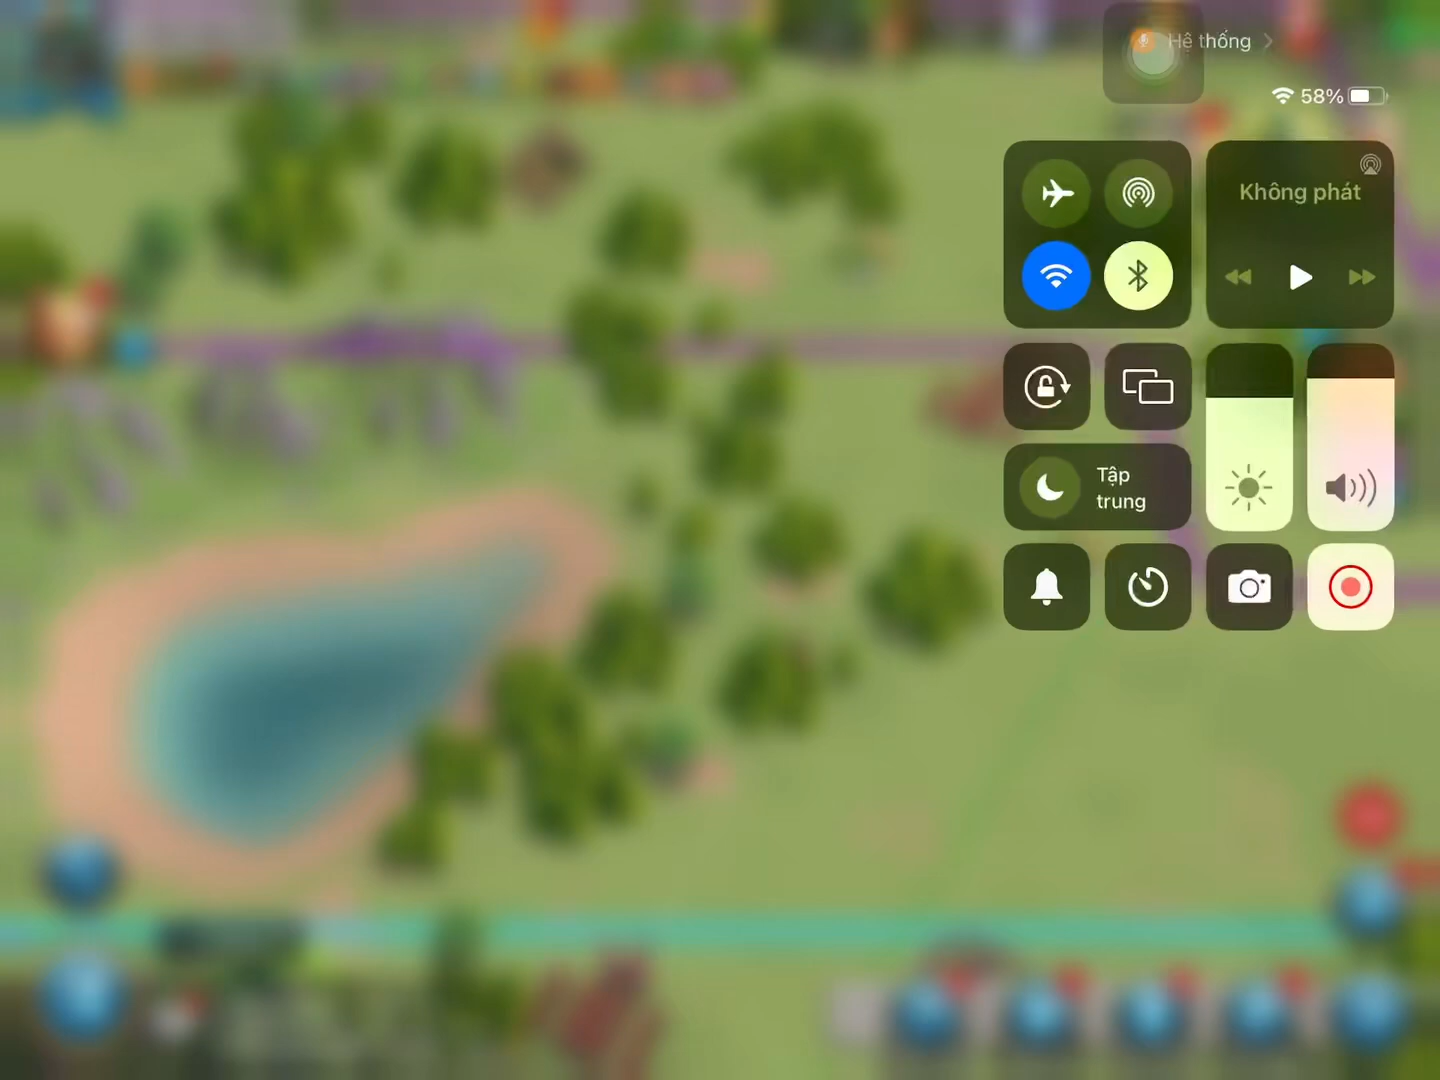 Hệ thống
58%
Không phát
Tập
trung